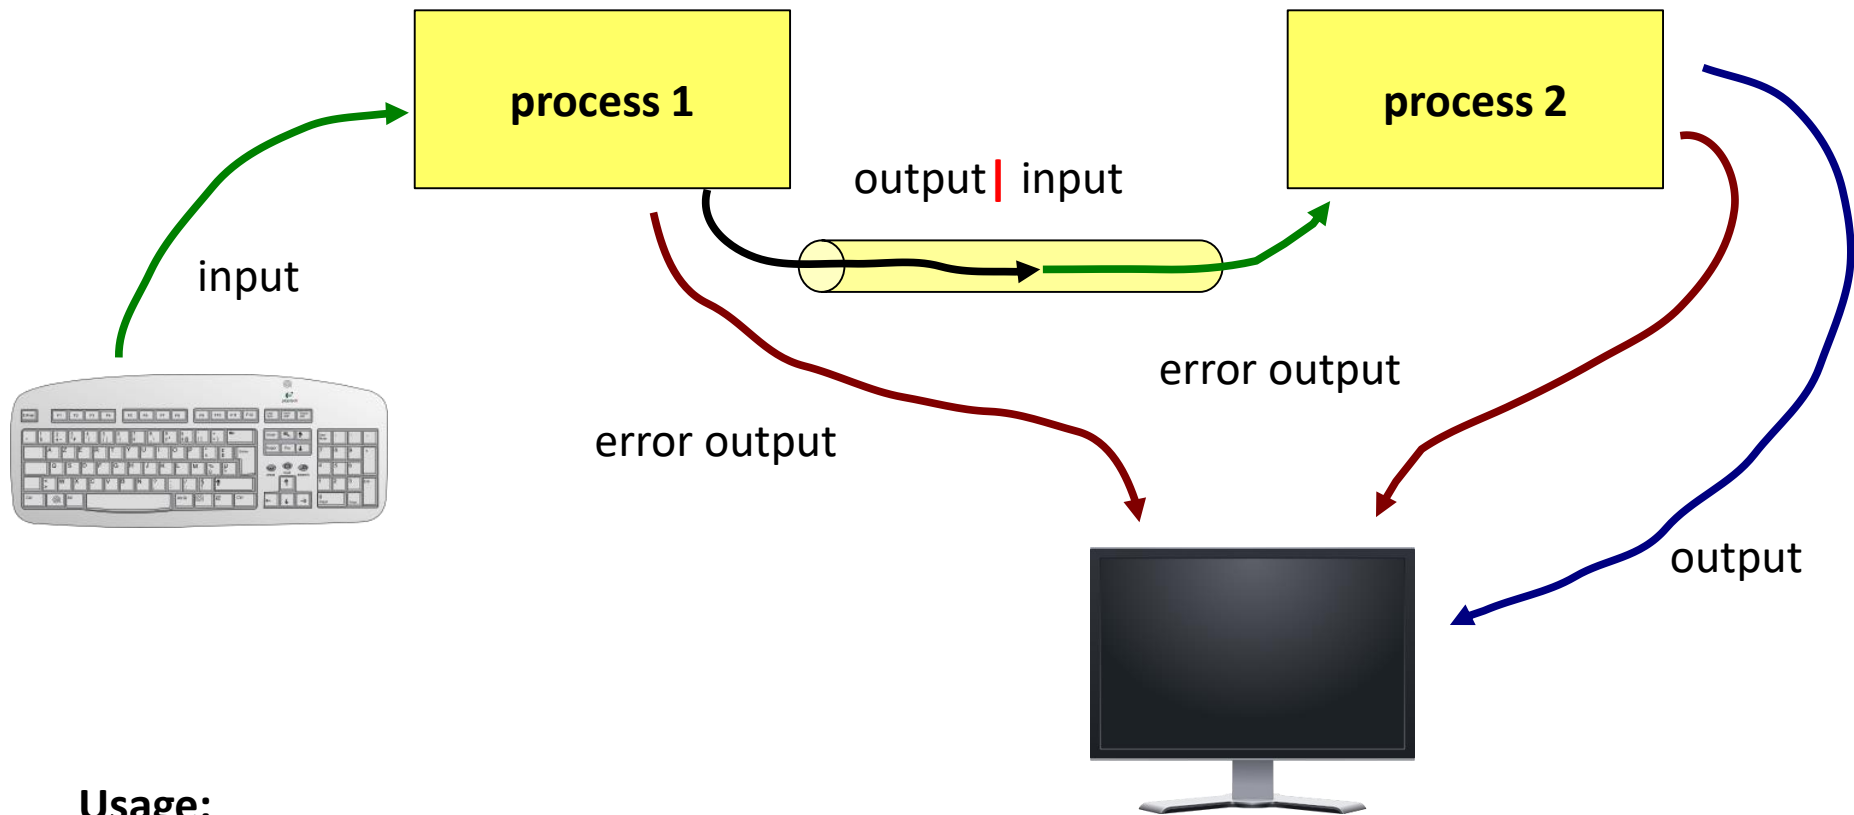 process 1
process 2
output| input
input
error output
error output
output
Usage: